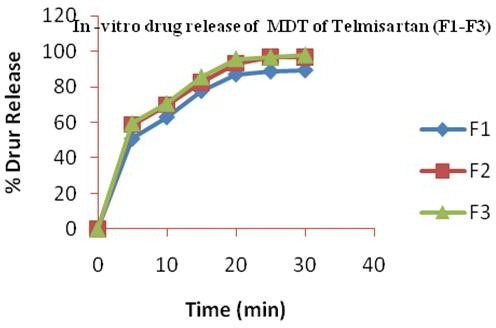 In -vitro drug release of MDT of Telmisartan (F1-F3)
120
100
80
60
40
20
0
% Drur Release
0 10 20 30 40
Time (min)
F1
F2
F3